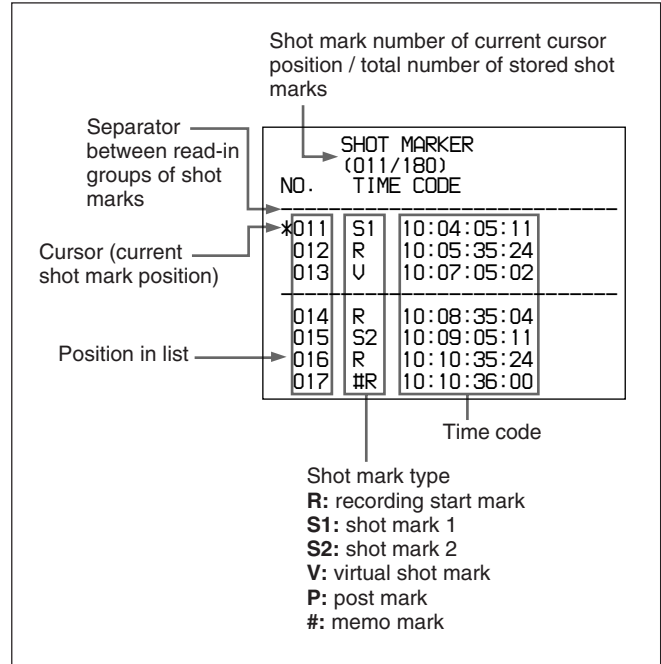 Shot mark number of current cursor
position / total number of stored shot
marks
Separator
between read-in
groups of shot
marks
Cursor (current
shot mark position)
Position in list
SHOT MARKER
(011/180)
NO. TIME CODE
*011 S1 10:04:05:11
012 R 10:05:35:24
013 V 10:07:05:02
014 R 10:08:35:04
015 S2 10:09:05:11
016 R 10:10:35:24
017 #R 10:10:36:00
Time code
Shot mark type
R: recording start mark
S1: shot mark 1
S2: shot mark 2
V: virtual shot mark
P: post mark
#: memo mark